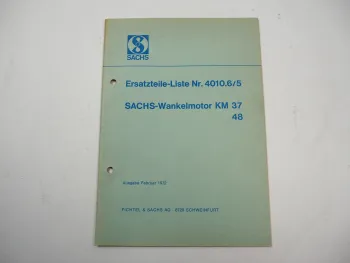 SACHS
Ersatzteile-Liste Nr. 4010.6/5
SACHS-Wankelmotor KM 37
48
Ausgabe Februar 1972
FICHTEL & SACHS AG · 8720 SCHWEINFURT